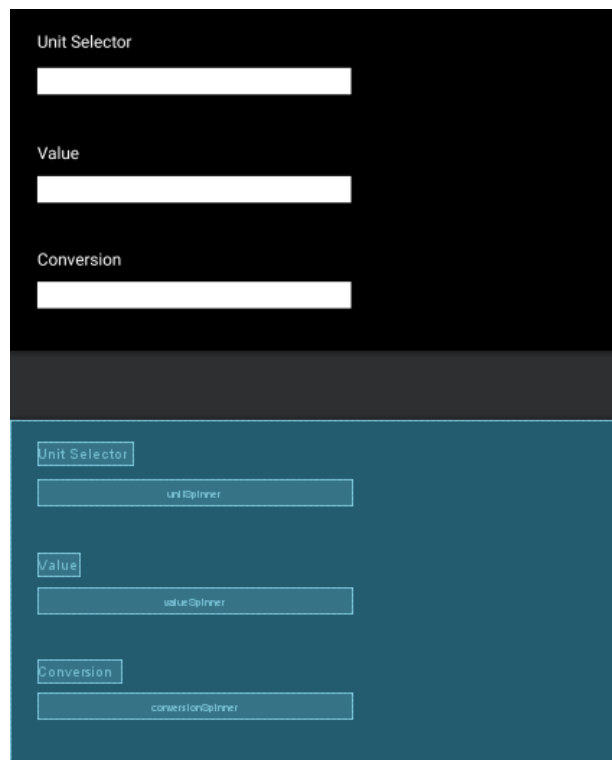 Unit Selector
Value
Conversion
Unit Selector
unitSpinner
Value
valueSpinner
Conversion
conversionSpinner